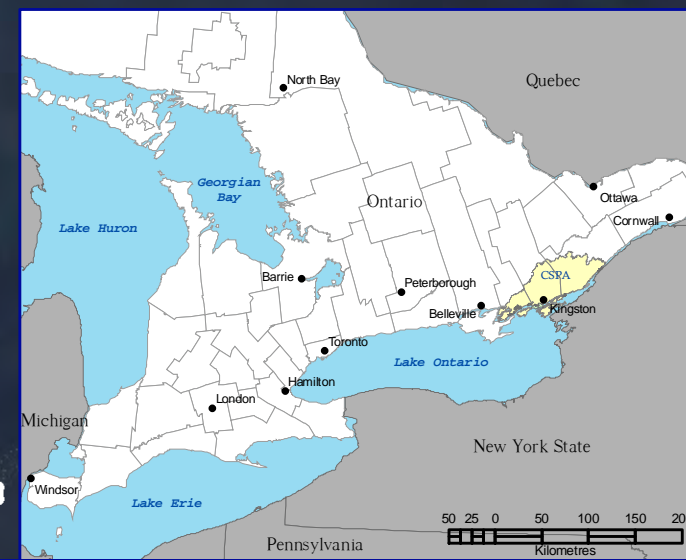 North Bay
Quebec
Georgian
Bay
Ontario
Ottawa
Lake Huron
Cornwall
Barrie
CSPA
Peterborough
Belleville
Kingston
Toronto
Lake Ontario
Hamilton
London
Michigan
New York State
Windsor
Lake Erie
50 25 0 50 100 150 20
Kilometres
Pennsylvania